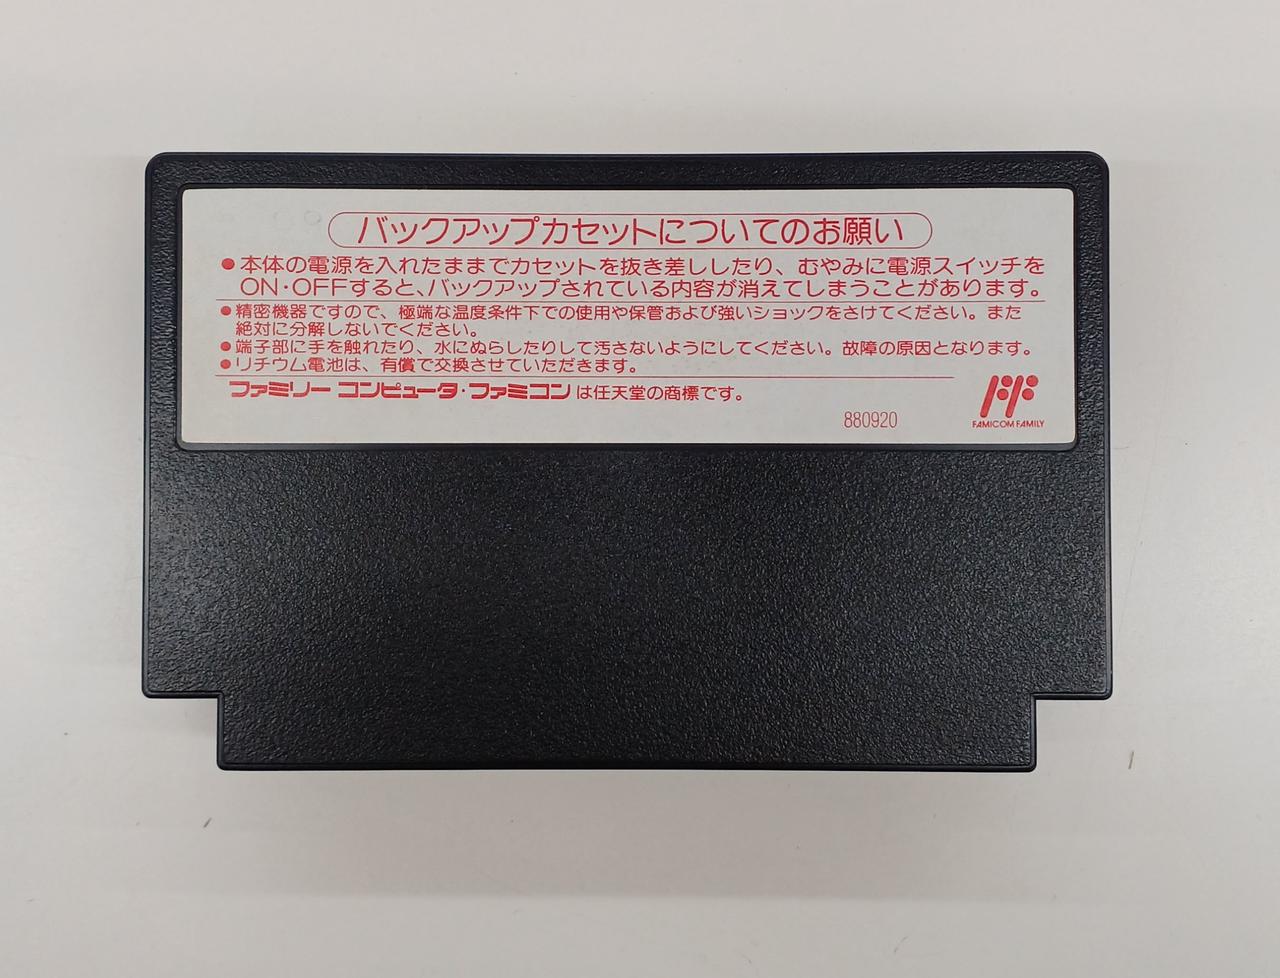 バックアップカセットについてのお願い
●本体の電源を入れたままでカセットを抜き差ししたり、むやみに電源スイッチを
ON・OFFすると、バックアップされている内容が消えてしまうことがあります。
●精密機器ですので、極端な温度条件下での使用や保管および強いショックをさけてください。また
絶対に分解しないでください。
●端子部に手を触れたり、水にぬらしたりして汚さないようにしてください。故障の原因となります。
●リチウム電池は、有償で交換させていただきます。
ファミリー コンピュータ・ファミコンは任天堂の商標です。
880920
FAMICOM FAMILY